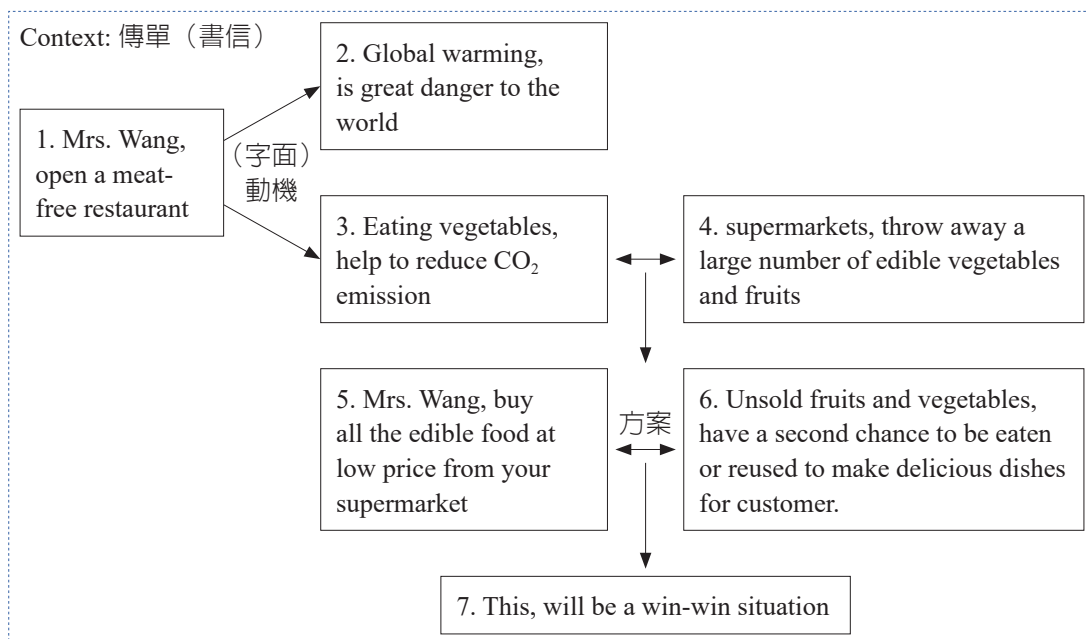 Context: 傳單（書信）
2. Global warming,
is great danger to the
world
1. Mrs. Wang,
open a meat-
free restaurant
（字面）
動機
3. Eating vegetables,
help to reduce CO₂
emission
4. supermarkets, throw away a
large number of edible vegetables
and fruits
5. Mrs. Wang, buy
all the edible food at
low price from your
supermarket
方案
6. Unsold fruits and vegetables,
have a second chance to be eaten
or reused to make delicious dishes
for customer.
7. This, will be a win-win situation